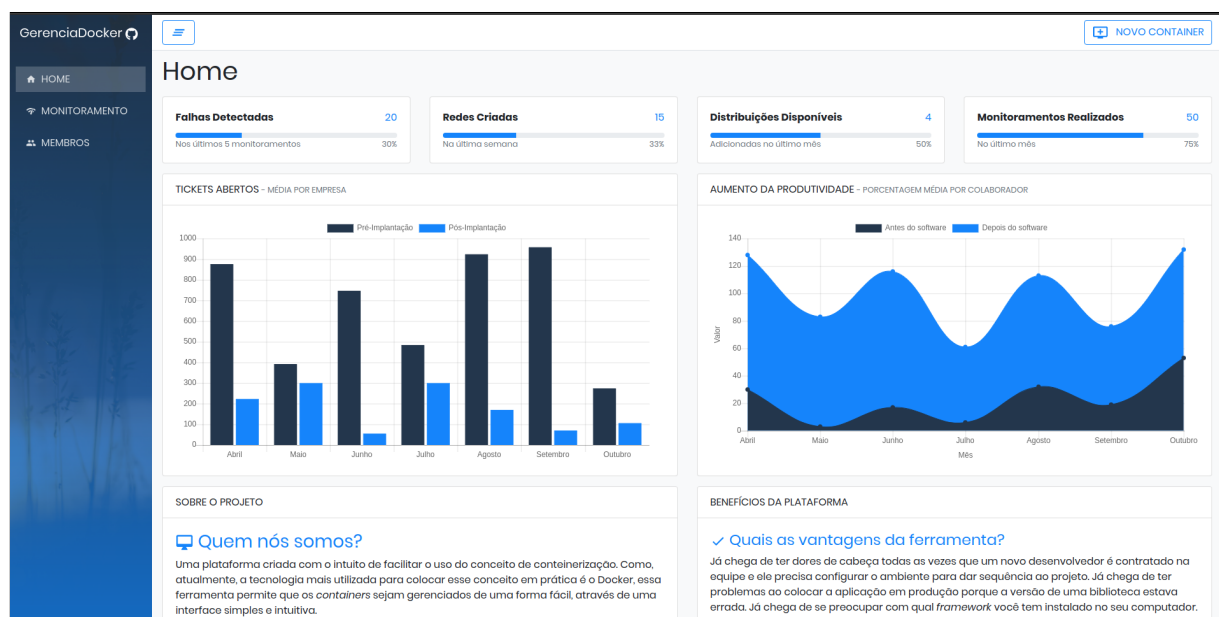 GerenciaDocker
NOVO CONTAINER
HOME
MONITORAMENTO
MEMBROS
Home
Falhas Detectadas 20
Nos últimos 5 monitoramentos 30%
Redes Criadas 15
Na última semana 33%
Distribuições Disponíveis 4
Adicionadas no último mês 50%
Monitoramentos Realizados 50
No último mês 75%
TICKETS ABERTOS - MÉDIA POR EMPRESA
Pré-Implantação Pós-Implantação
1000
900
800
700
600
500
400
300
200
100
0
Abril Maio Junho Julho Agosto Setembro Outubro
AUMENTO DA PRODUTIVIDADE - PORCENTAGEM MÉDIA POR COLABORADOR
Antes do software Depois do software
Valor
140
120
100
80
60
40
20
0
Abril Maio Junho Julho Agosto Setembro Outubro
Mês
SOBRE O PROJETO
Quem nós somos?
Uma plataforma criada com o intuito de facilitar o uso do conceito de conteinerização. Como,
atualmente, a tecnologia mais utilizada para colocar esse conceito em prática é o Docker, essa
ferramenta permite que os containers sejam gerenciados de uma forma fácil, através de uma
interface simples e intuitiva.
BENEFÍCIOS DA PLATAFORMA
Quais as vantagens da ferramenta?
Já chega de ter dores de cabeça todas as vezes que um novo desenvolvedor é contratado na
equipe e ele precisa configurar o ambiente para dar sequência ao projeto. Já chega de ter
problemas ao colocar a aplicação em produção porque a versão de uma biblioteca estava
errada. Já chega de se preocupar com qual framework você tem instalado no seu computador.